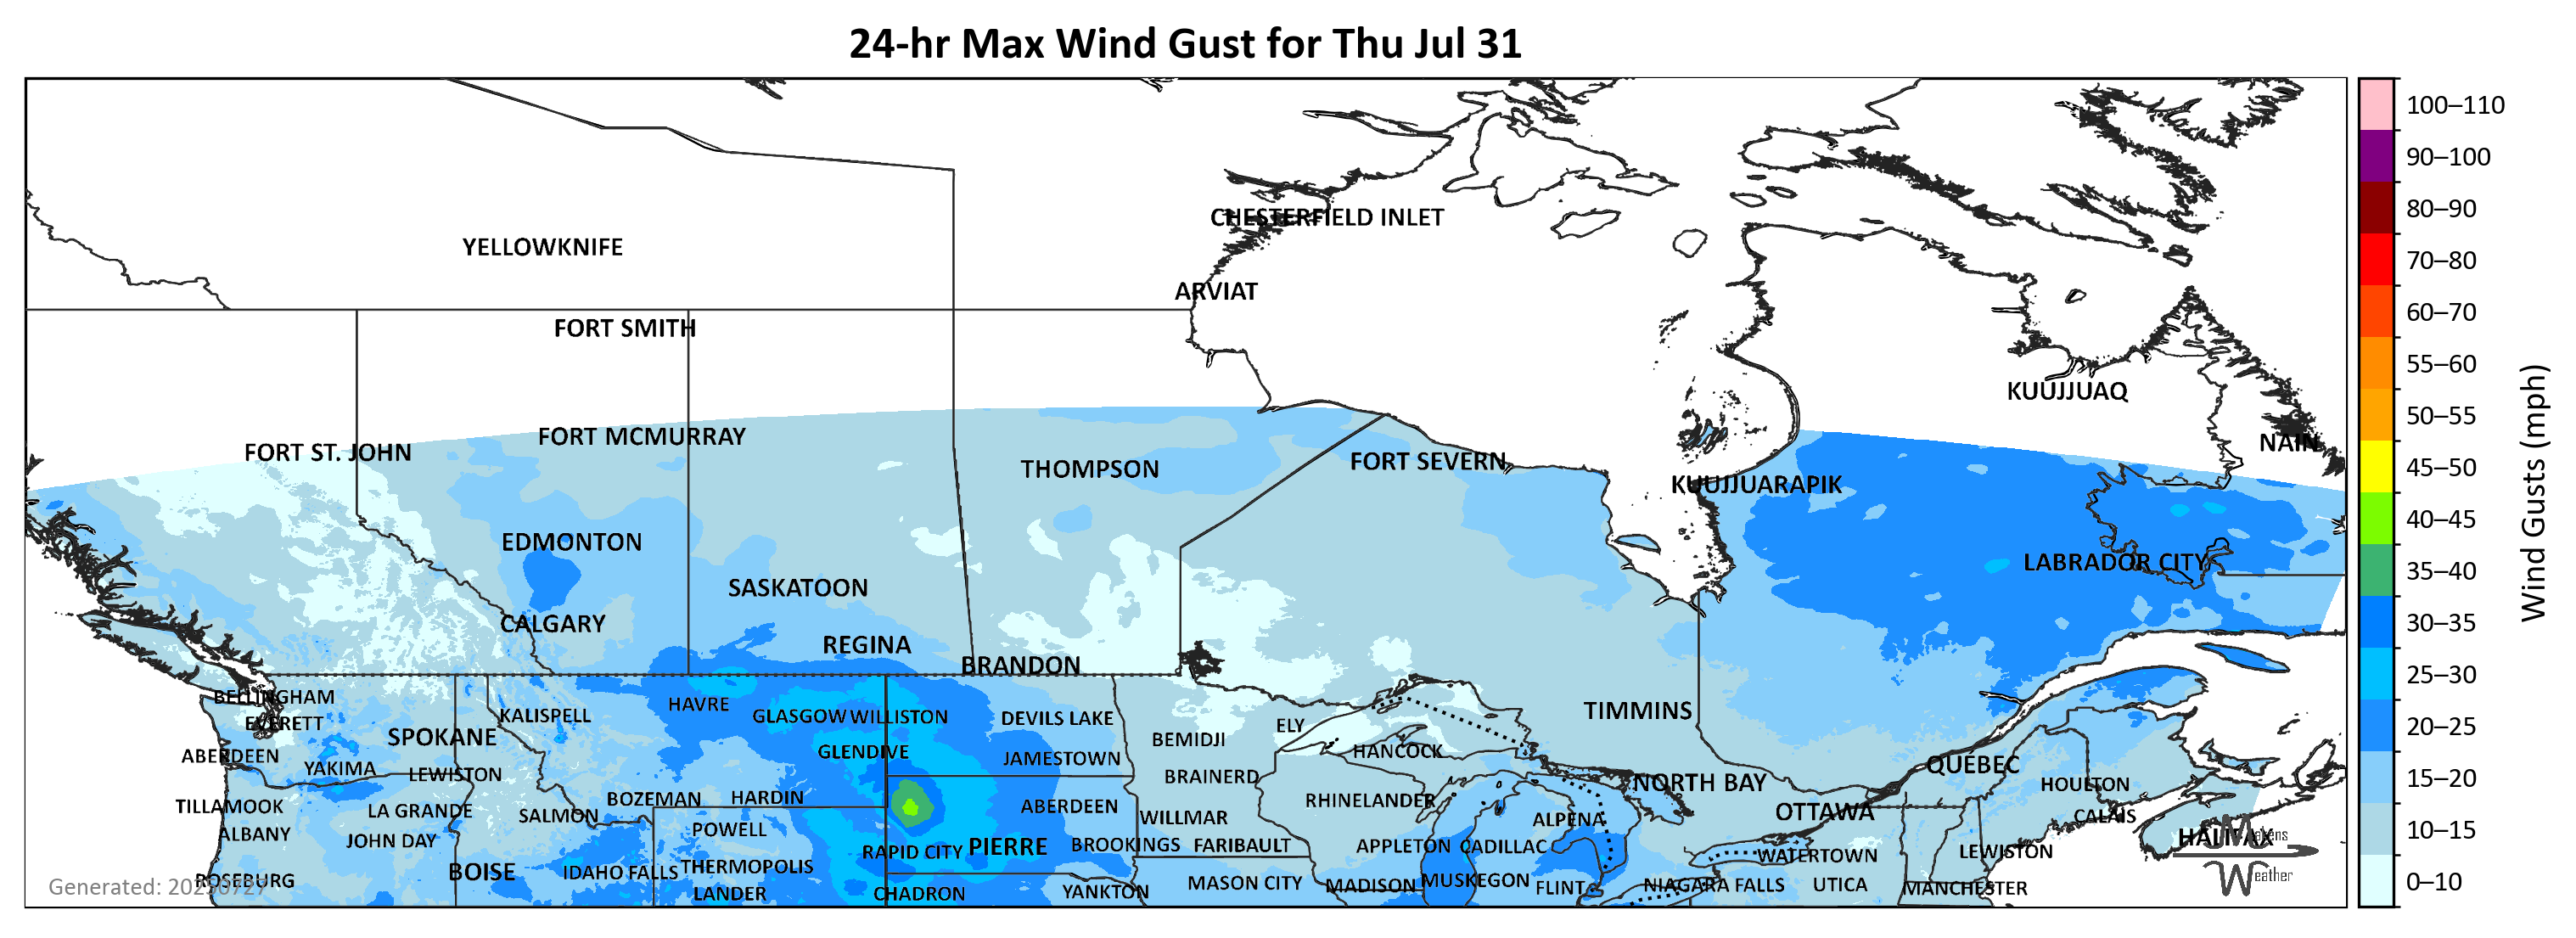 24-hr Max Wind Gust for Thu Jul 31
100–110
90–100
CHESTERFIELD INLET
80–90
YELLOWKNIFE
70–80
ARVIAT
60–70
FORT SMITH
55–60
KUUJJUAQ
50–55
FORT MCMURRAY
NAIN
FORT ST. JOHN
THOMPSON
FORT SEVERN
45–50
KUUJJUARAPIK
40–45
EDMONTON
LABRADOR CITY
35–40
SASKATOON
CALGARY
30–35
REGINA
BRANDON
25–30
Wind Gusts (mph)
BELLINGHAM
HAVRE
EVERETT
KALISPELL
GLASGOW
WILLISTON
DEVILS LAKE
TIMMINS
ELY
20–25
SPOKANE
BEMIDJI
ABERDEEN
GLENDIVE
JAMESTOWN
HANCOCK
YAKIMA
LEWISTON
BRAINERD
QUÉBEC
15–20
NORTH BAY
HOULTON
TILLAMOOK
LA GRANDE
SALMON
BOZEMAN
HARDIN
ABERDEEN
WILLMAR
RHINELANDER
ALPENA
OTTAWA
CALAIS
10–15
ALBANY
JOHN DAY
POWELL
RAPID CITY
PIERRE
BROOKINGS
FARIBAULT
APPLETON
CADILLAC
WATERTOWN
LEWISTON
HALIFAX
Makens
Weather
ROSEBURG
BOISE
IDAHO FALLS
THERMOPOLIS
LANDER
CHADRON
YANKTON
MASON CITY
MADISON
MUSKEGON
FLINT
NIAGARA FALLS
UTICA
MANCHESTER
0–10
Generated: 20250727